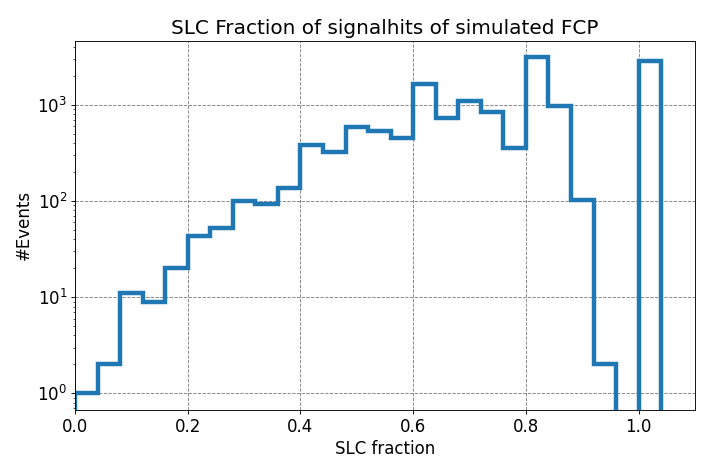 SLC Fraction of signalhits of simulated FCP
#Events
10³
10²
10¹
10⁰
0.0 0.2 0.4 0.6 0.8 1.0
SLC fraction